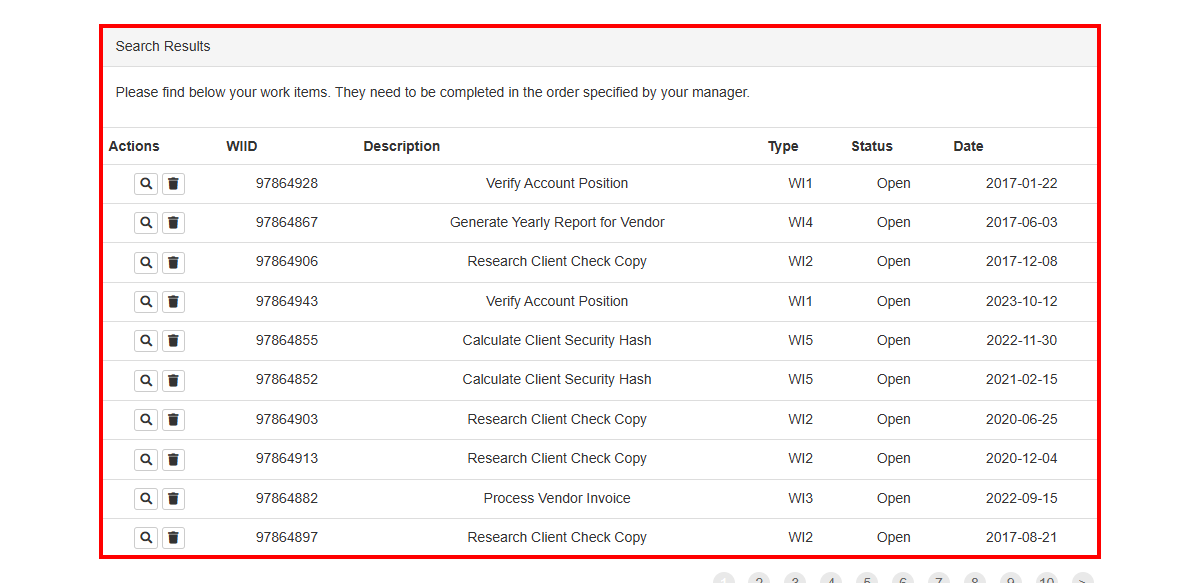 Search Results
Please find below your work items. They need to be completed in the order specified by your manager.
Actions WIID Description Type Status Date
97864928 Verify Account Position WI1 Open 2017-01-22
97864867 Generate Yearly Report for Vendor WI4 Open 2017-06-03
97864906 Research Client Check Copy WI2 Open 2017-12-08
97864943 Verify Account Position WI1 Open 2023-10-12
97864855 Calculate Client Security Hash WI5 Open 2022-11-30
97864852 Calculate Client Security Hash WI5 Open 2021-02-15
97864903 Research Client Check Copy WI2 Open 2020-06-25
97864913 Research Client Check Copy WI2 Open 2020-12-04
97864882 Process Vendor Invoice WI3 Open 2022-09-15
97864897 Research Client Check Copy WI2 Open 2017-08-21
1 2 3 4 5 6 7 8 9 10 >